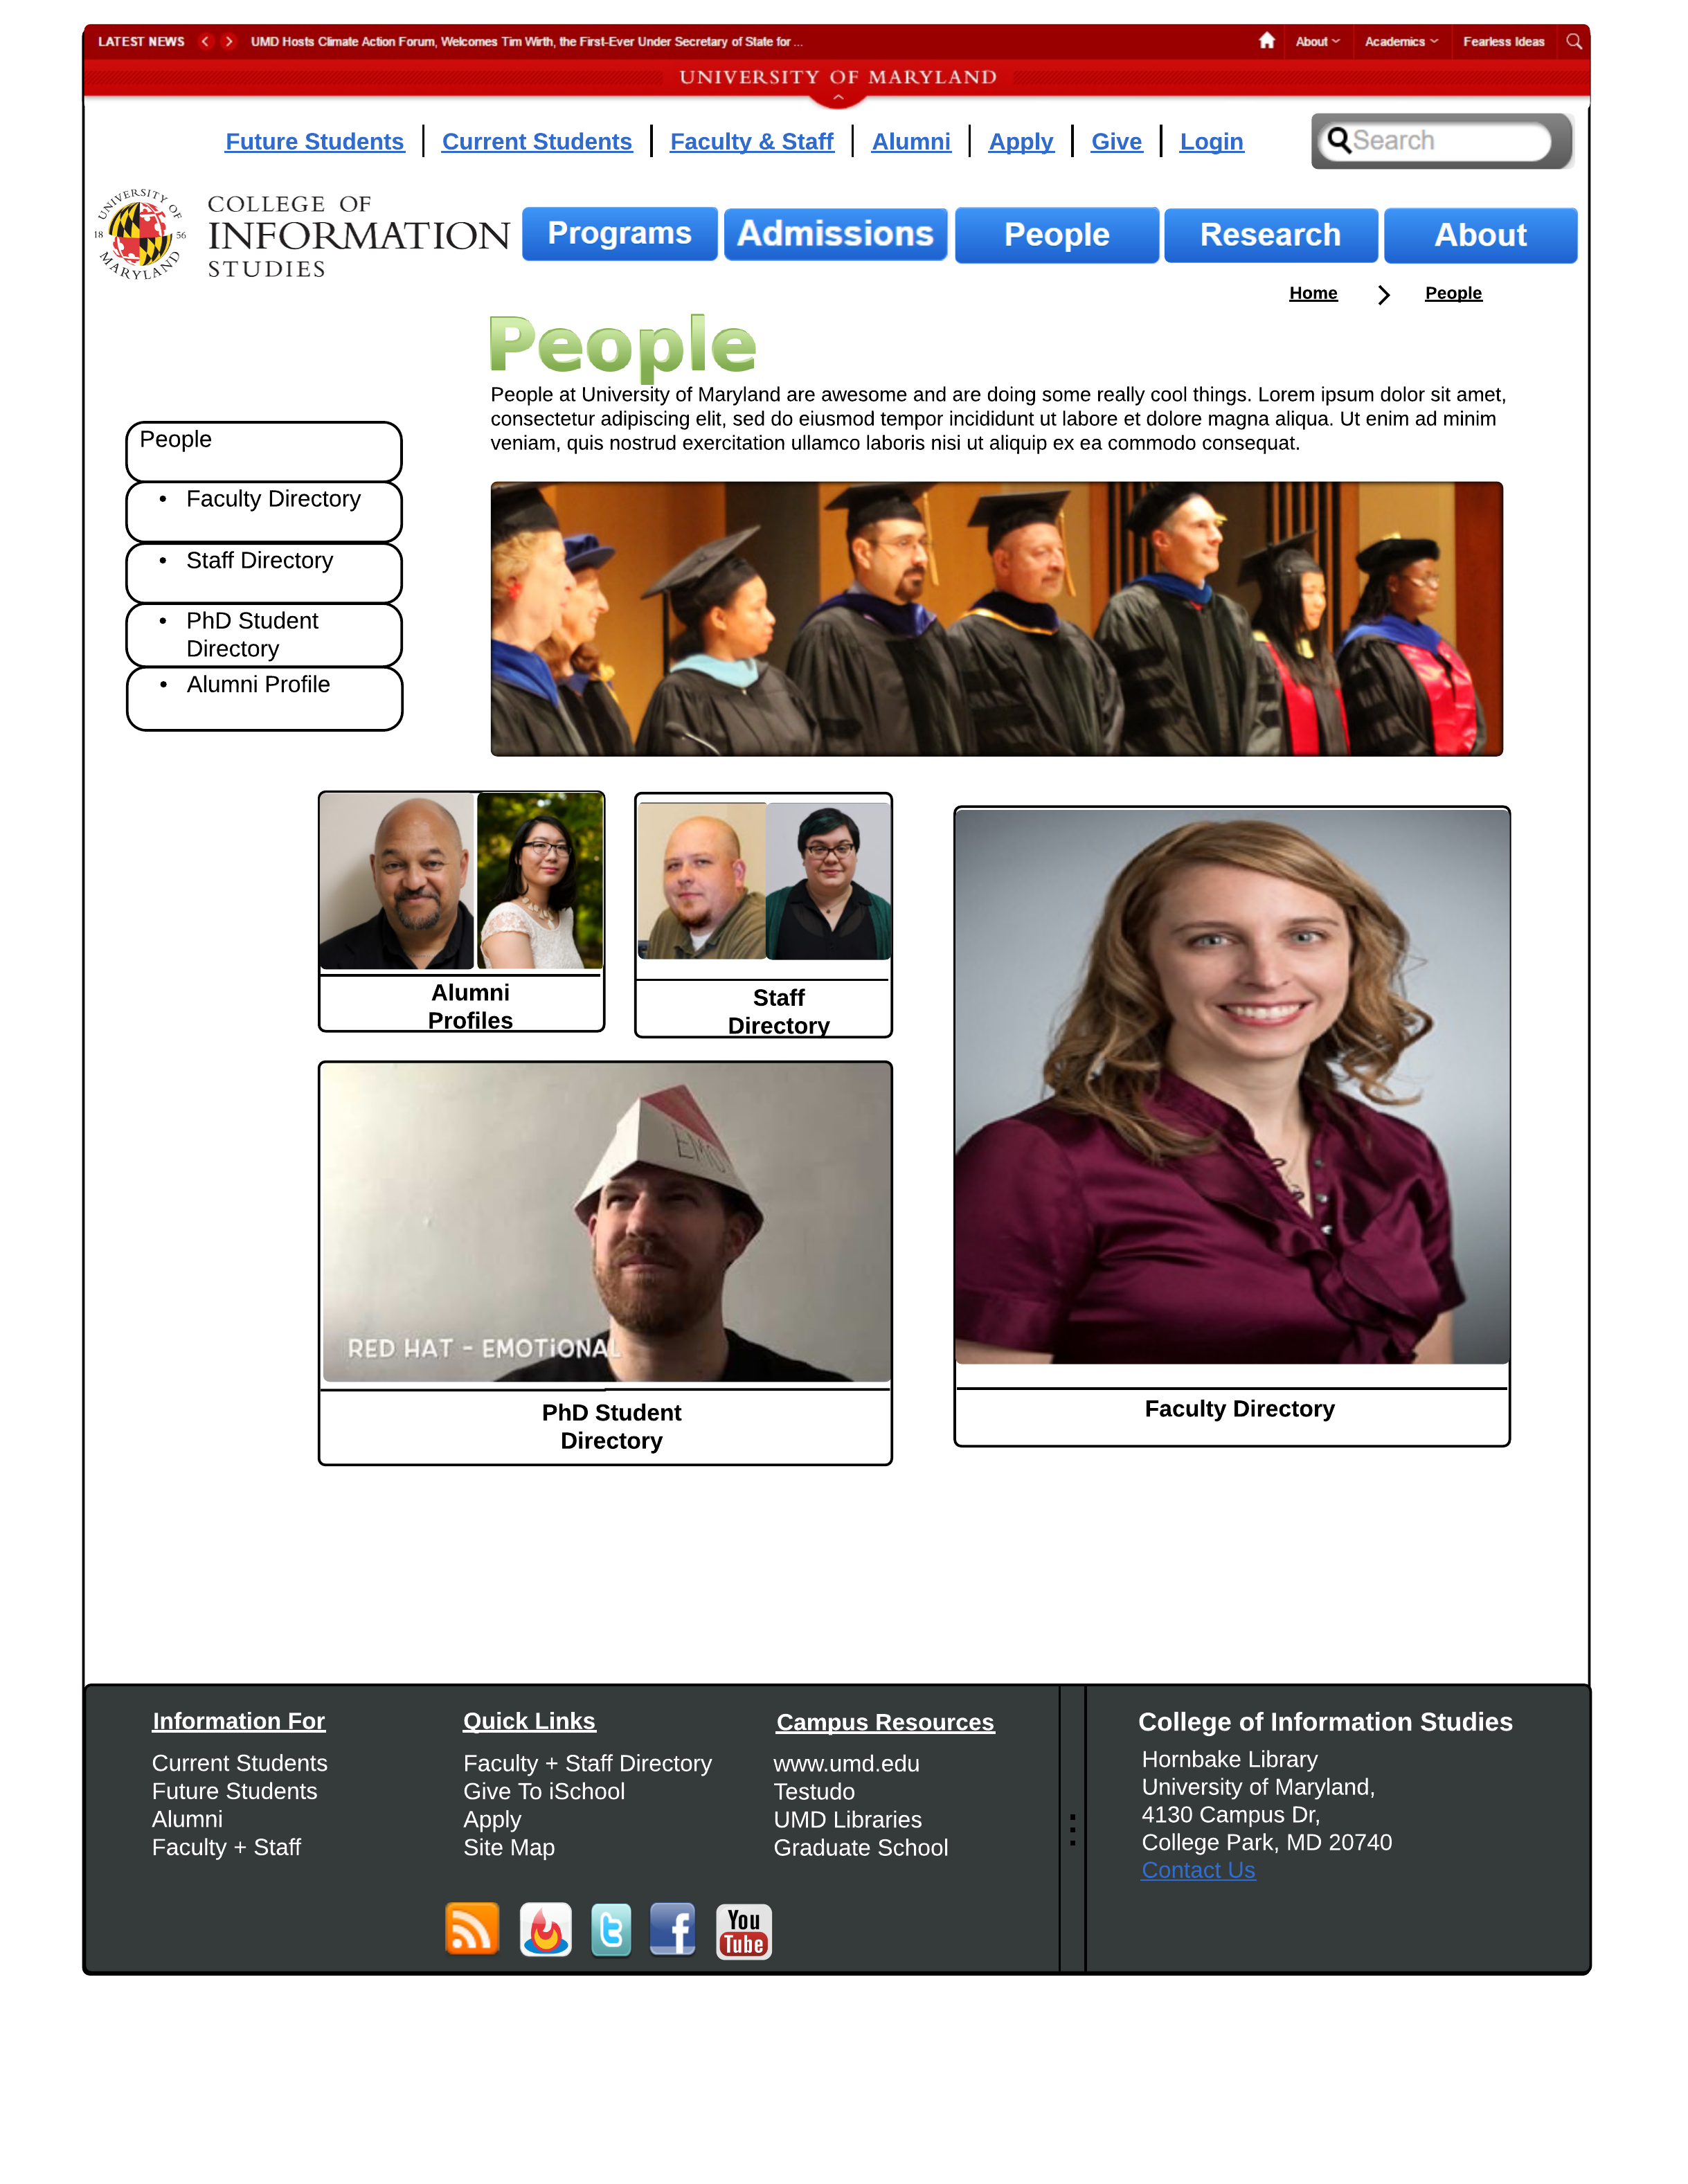 LATEST NEWS UMD Hosts Climate Action Forum, Welcomes Tim Wirth, the First-Ever Under Secretary of State for ... About Academics Fearless Ideas
UNIVERSITY OF MARYLAND
Future Students Current Students Faculty & Staff Alumni Apply Give Login Search
UNIVERSITY OF
18 56
MARYLAND
COLLEGE OF
INFORMATION
STUDIES
Programs Admissions People Research About
Home > People
People
People at University of Maryland are awesome and are doing some really cool things. Lorem ipsum dolor sit amet,
consectetur adipiscing elit, sed do eiusmod tempor incididunt ut labore et dolore magna aliqua. Ut enim ad minim
veniam, quis nostrud exercitation ullamco laboris nisi ut aliquip ex ea commodo consequat.
People
• Faculty Directory
• Staff Directory
• PhD Student
Directory
• Alumni Profile
Alumni
Profiles
Staff
Directory
RED HAT - EMOTiONAL
PhD Student
Directory
Faculty Directory
Information For
Current Students
Future Students
Alumni
Faculty + Staff
Quick Links
Faculty + Staff Directory
Give To iSchool
Apply
Site Map
Campus Resources
www.umd.edu
Testudo
UMD Libraries
Graduate School
College of Information Studies
Hornbake Library
University of Maryland,
4130 Campus Dr,
College Park, MD 20740
Contact Us
You
Tube